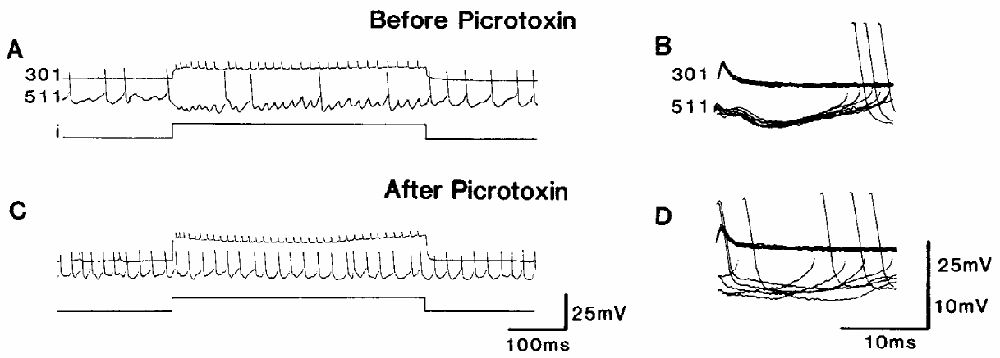 Before Picrotoxin
A
301
511
i
B
301
511
After Picrotoxin
C
25mV
100ms
D
25mV
10mV
10ms